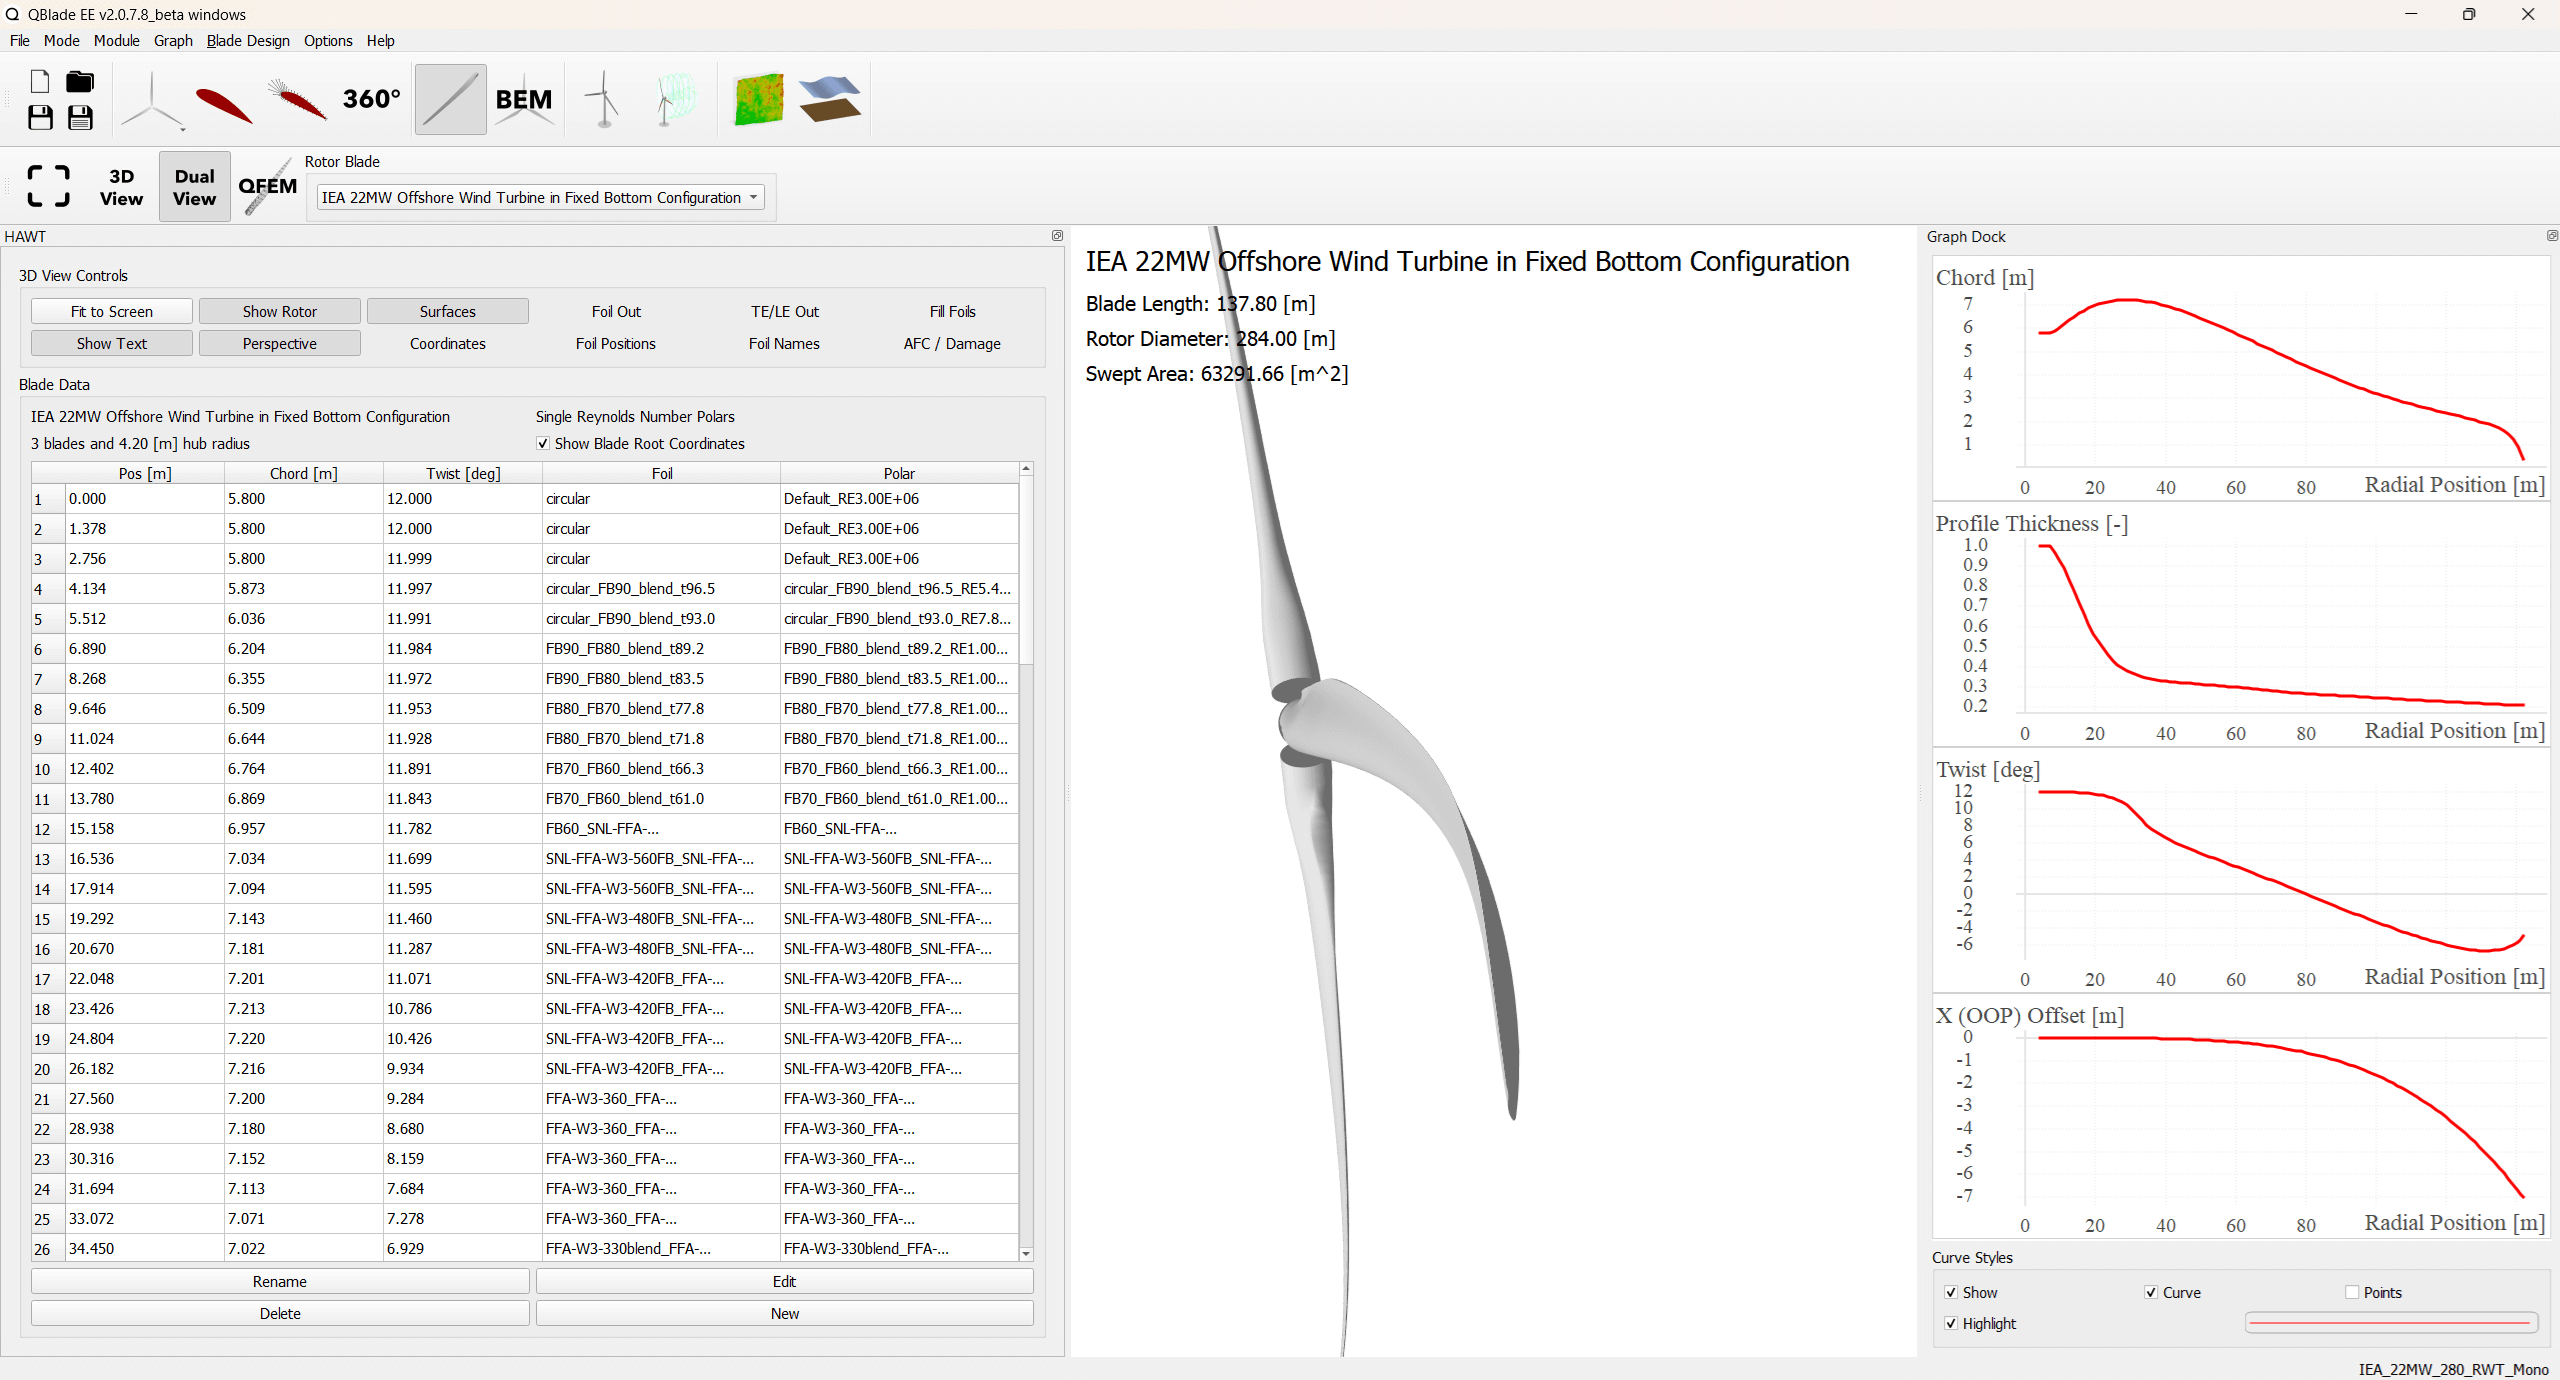 QBlade EE v2.0.7.8_beta windows
File Mode Module Graph Blade Design Options Help
360° BEM
3D View
Dual View
QFEM
Rotor Blade
IEA 22MW Offshore Wind Turbine in Fixed Bottom Configuration
HAWT
3D View Controls
Fit to Screen Show Rotor Surfaces Foil Out TE/LE Out Fill Foils
Show Text Perspective Coordinates Foil Positions Foil Names AFC / Damage
Blade Data
IEA 22MW Offshore Wind Turbine in Fixed Bottom Configuration Single Reynolds Number Polars
3 blades and 4.20 [m] hub radius Show Blade Root Coordinates
Pos [m] Chord [m] Twist [deg] Foil Polar
1 0.000 5.800 12.000 circular Default_RE3.00E+06
2 1.378 5.800 12.000 circular Default_RE3.00E+06
3 2.756 5.800 11.999 circular Default_RE3.00E+06
4 4.134 5.873 11.997 circular_FB90_blend_t96.5 circular_FB90_blend_t96.5_RE5.4...
5 5.512 6.036 11.991 circular_FB90_blend_t93.0 circular_FB90_blend_t93.0_RE7.8...
6 6.890 6.204 11.984 FB90_FB80_blend_t89.2 FB90_FB80_blend_t89.2_RE1.00...
7 8.268 6.355 11.972 FB90_FB80_blend_t83.5 FB90_FB80_blend_t83.5_RE1.00...
8 9.646 6.509 11.953 FB80_FB70_blend_t77.8 FB80_FB70_blend_t77.8_RE1.00...
9 11.024 6.644 11.928 FB80_FB70_blend_t71.8 FB80_FB70_blend_t71.8_RE1.00...
10 12.402 6.764 11.891 FB70_FB60_blend_t66.3 FB70_FB60_blend_t66.3_RE1.00...
11 13.780 6.869 11.843 FB70_FB60_blend_t61.0 FB70_FB60_blend_t61.0_RE1.00...
12 15.158 6.957 11.782 FB60_SNL-FFA-... FB60_SNL-FFA-...
13 16.536 7.034 11.699 SNL-FFA-W3-560FB_SNL-FFA-... SNL-FFA-W3-560FB_SNL-FFA-...
14 17.914 7.094 11.595 SNL-FFA-W3-560FB_SNL-FFA-... SNL-FFA-W3-560FB_SNL-FFA-...
15 19.292 7.143 11.460 SNL-FFA-W3-480FB_SNL-FFA-... SNL-FFA-W3-480FB_SNL-FFA-...
16 20.670 7.181 11.287 SNL-FFA-W3-480FB_SNL-FFA-... SNL-FFA-W3-480FB_SNL-FFA-...
17 22.048 7.201 11.071 SNL-FFA-W3-420FB_FFA-... SNL-FFA-W3-420FB_FFA-...
18 23.426 7.213 10.786 SNL-FFA-W3-420FB_FFA-... SNL-FFA-W3-420FB_FFA-...
19 24.804 7.220 10.426 SNL-FFA-W3-420FB_FFA-... SNL-FFA-W3-420FB_FFA-...
20 26.182 7.216 9.934 SNL-FFA-W3-420FB_FFA-... SNL-FFA-W3-420FB_FFA-...
21 27.560 7.200 9.284 FFA-W3-360_FFA-... FFA-W3-360_FFA-...
22 28.938 7.180 8.680 FFA-W3-360_FFA-... FFA-W3-360_FFA-...
23 30.316 7.152 8.159 FFA-W3-360_FFA-... FFA-W3-360_FFA-...
24 31.694 7.113 7.684 FFA-W3-360_FFA-... FFA-W3-360_FFA-...
25 33.072 7.071 7.278 FFA-W3-360_FFA-... FFA-W3-360_FFA-...
26 34.450 7.022 6.929 FFA-W3-330blend_FFA-... FFA-W3-330blend_FFA-...
Rename Edit
Delete New
IEA 22MW Offshore Wind Turbine in Fixed Bottom Configuration
Blade Length: 137.80 [m]
Rotor Diameter: 284.00 [m]
Swept Area: 63291.66 [m^2]
Graph Dock
Chord [m]
7
6
5
4
3
2
1
0 20 40 60 80 Radial Position [m]
Profile Thickness [-]
1.0
0.9
0.8
0.7
0.6
0.5
0.4
0.3
0.2
0 20 40 60 80 Radial Position [m]
Twist [deg]
12
10
8
6
4
2
0
-2
-4
-6
0 20 40 60 80 Radial Position [m]
X (OOP) Offset [m]
0
-1
-2
-3
-4
-5
-6
-7
0 20 40 60 80 Radial Position [m]
Curve Styles
Show Curve Points
Highlight
IEA_22MW_280_RWT_Mono